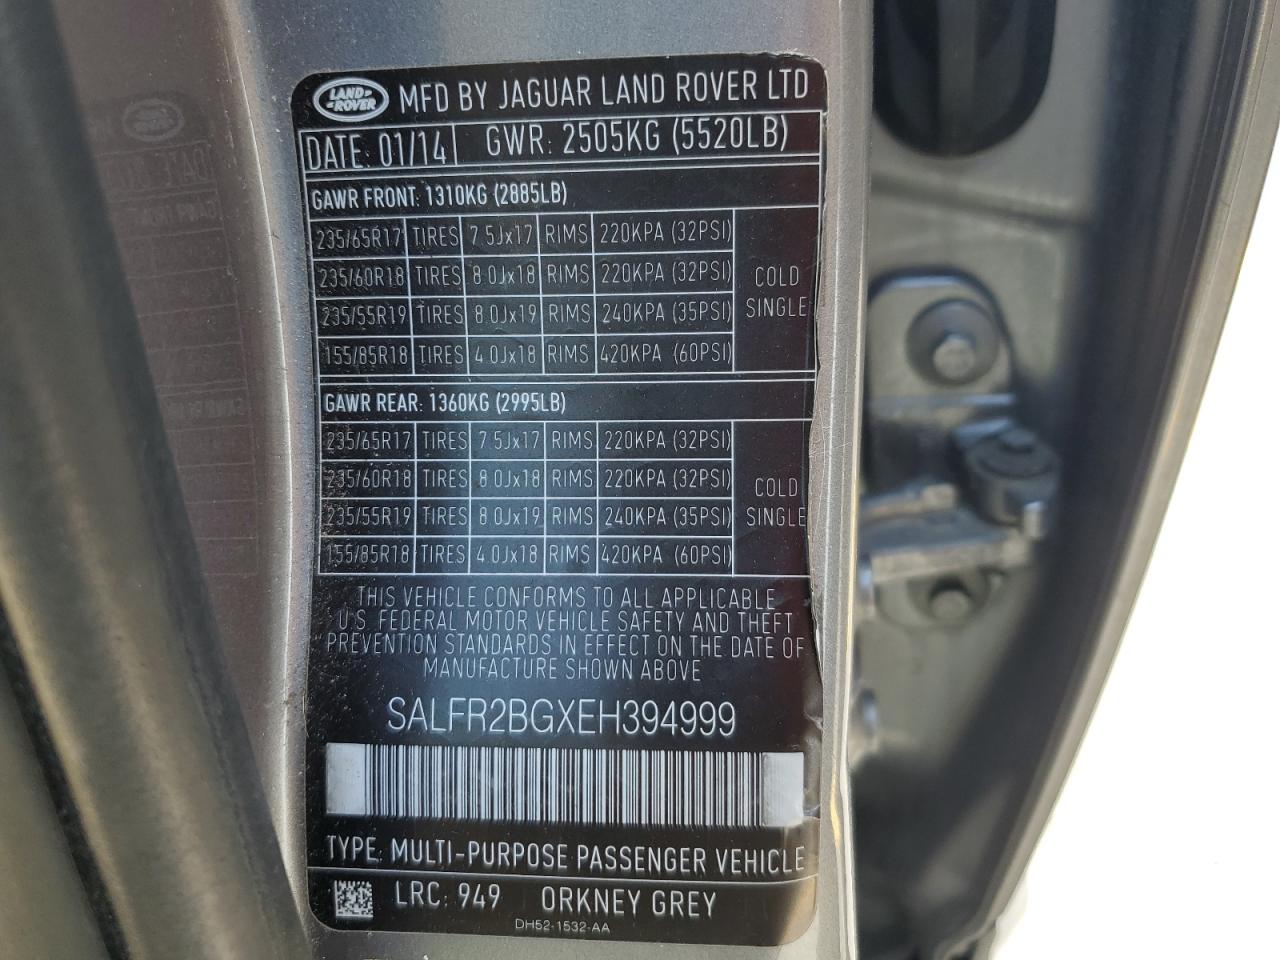 LAND ROVER MFD BY JAGUAR LAND ROVER LTD
DATE: 01/14 GWR: 2505KG (5520LB)
GAWR FRONT: 1310KG (2885LB)
235/65R17 TIRES 7.5Jx17 RIMS 220KPA (32PSI)
235/60R18 TIRES 8.0Jx18 RIMS 220KPA (32PSI)
COLD
235/55R19 TIRES 8.0Jx19 RIMS 240KPA (35PSI) SINGLE
155/85R18 TIRES 4.0Jx18 RIMS 420KPA (60PSI)
GAWR REAR: 1360KG (2995LB)
235/65R17 TIRES 7.5Jx17 RIMS 220KPA (32PSI)
235/60R18 TIRES 8.0Jx18 RIMS 220KPA (32PSI)
COLD
235/55R19 TIRES 8.0Jx19 RIMS 240KPA (35PSI) SINGLE
155/85R18 TIRES 4.0Jx18 RIMS 420KPA (60PSI)
THIS VEHICLE CONFORMS TO ALL APPLICABLE
U.S. FEDERAL MOTOR VEHICLE SAFETY AND THEFT
PREVENTION STANDARDS IN EFFECT ON THE DATE OF
MANUFACTURE SHOWN ABOVE
SALFR2BGXEH394999
TYPE: MULTI-PURPOSE PASSENGER VEHICLE
LRC: 949 ORKNEY GREY
DH52-1532-AA